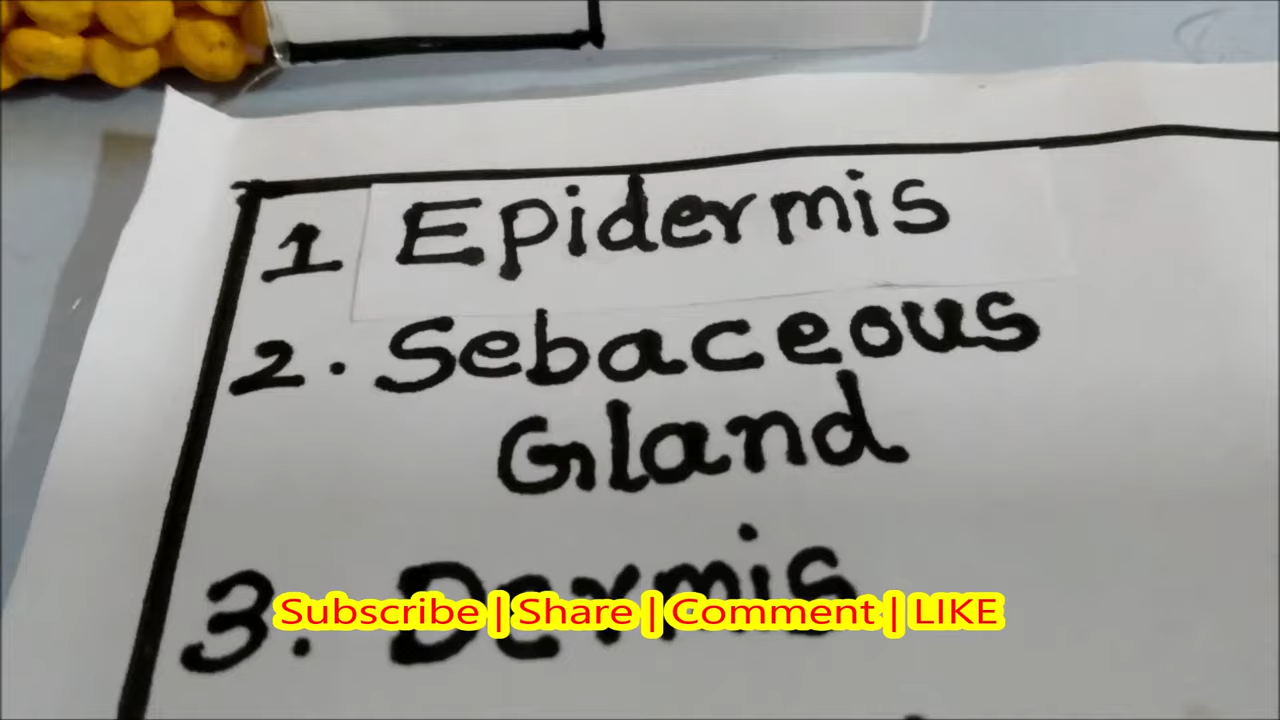 1 Epidermis
2. Sebaceous
Gland
3. Dermis
Subscribe | Share | Comment | LIKE